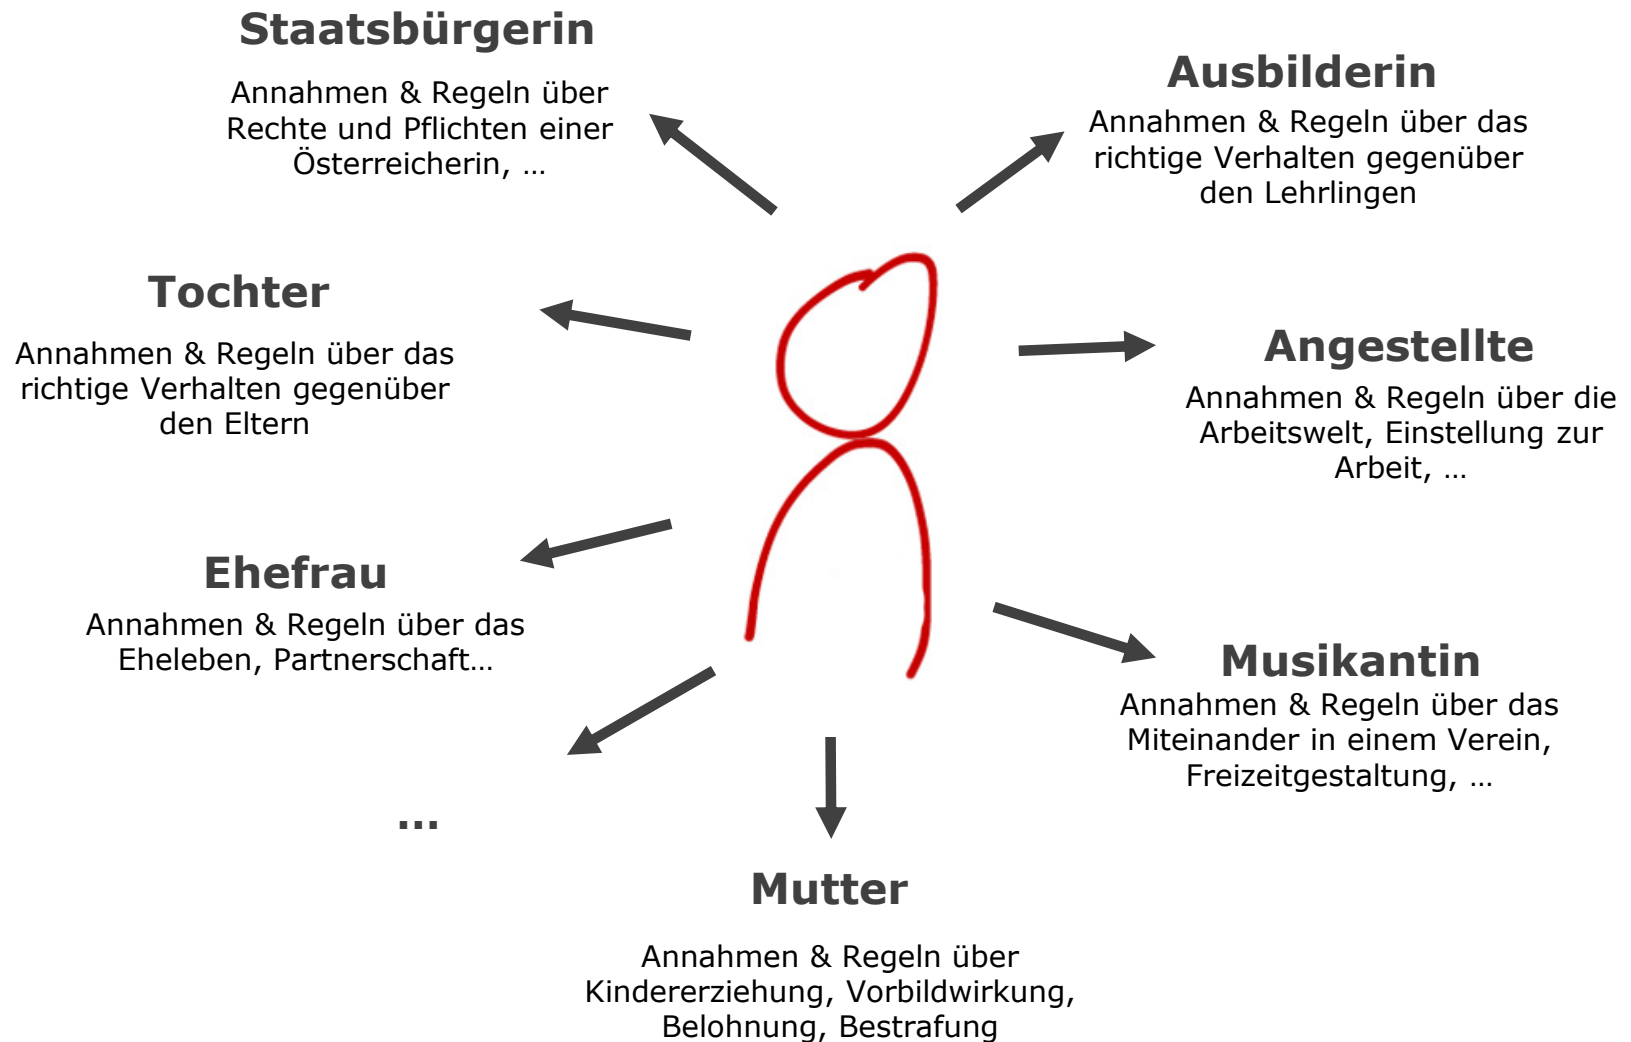 Staatsbürgerin
Annahmen & Regeln über
Rechte und Pflichten einer
Österreicherin, …
Ausbilderin
Annahmen & Regeln über das
richtige Verhalten gegenüber
den Lehrlingen
Tochter
Annahmen & Regeln über das
richtige Verhalten gegenüber
den Eltern
Angestellte
Annahmen & Regeln über die
Arbeitswelt, Einstellung zur
Arbeit, …
Ehefrau
Annahmen & Regeln über das
Eheleben, Partnerschaft…
Musikantin
Annahmen & Regeln über das
Miteinander in einem Verein,
Freizeitgestaltung, …
…
Mutter
Annahmen & Regeln über
Kindererziehung, Vorbildwirkung,
Belohnung, Bestrafung